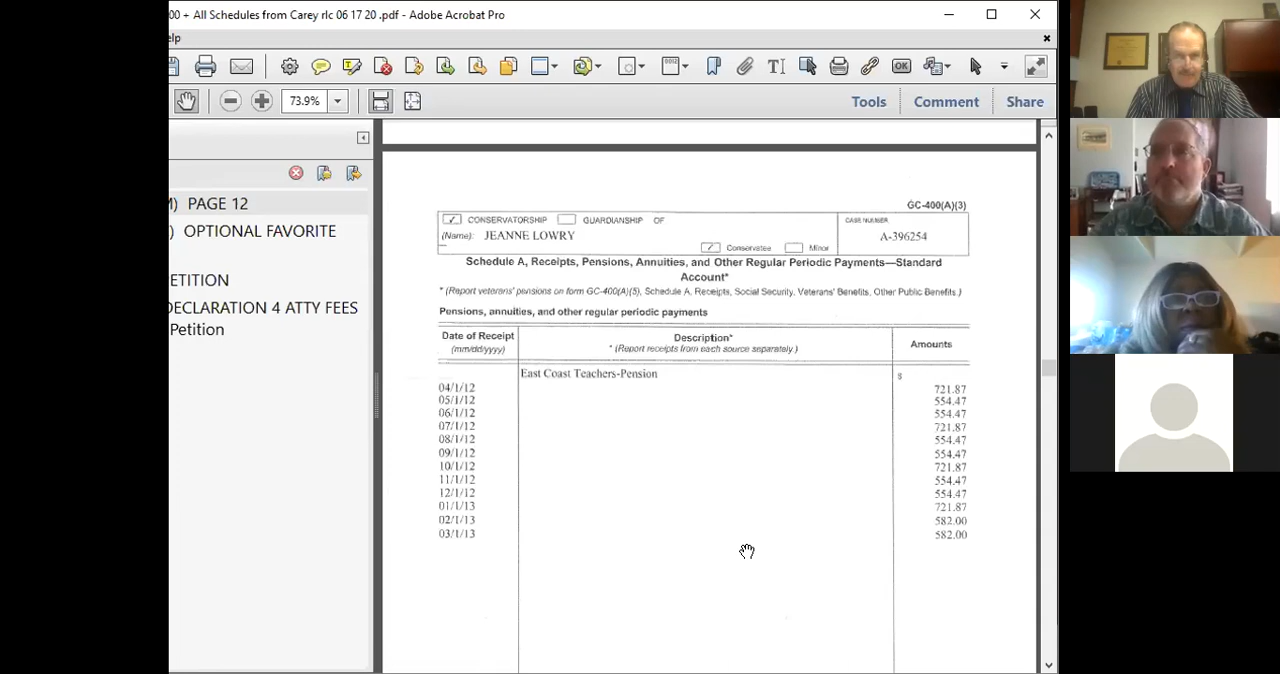 00 + All Schedules from Carey rlc 06 17 20 .pdf - Adobe Acrobat Pro
elp
73.9%
Tools
Comment
Share
M) PAGE 12
) OPTIONAL FAVORITE
ETITION
DECLARATION 4 ATTY FEES
Petition
GC-400(A)(3)
CONSERVATORSHIP GUARDIANSHIP OF
(Name): JEANNE LOWRY
Conservatee Minor
CASE NUMBER
A-396254
Schedule A, Receipts, Pensions, Annuities, and Other Regular Periodic Payments—Standard
Account*
* (Report veterans' pensions on form GC-400(A)(5), Schedule A, Receipts, Social Security, Veterans' Benefits, Other Public Benefits.)
Pensions, annuities, and other regular periodic payments
Date of Receipt
(mm/dd/yyyy)
Description*
* (Report receipts from each source separately.)
Amounts
East Coast Teachers-Pension
$
04/1/12 721.87
05/1/12 554.47
06/1/12 554.47
07/1/12 721.87
08/1/12 554.47
09/1/12 554.47
10/1/12 721.87
11/1/12 554.47
12/1/12 554.47
01/1/13 721.87
02/1/13 582.00
03/1/13 582.00